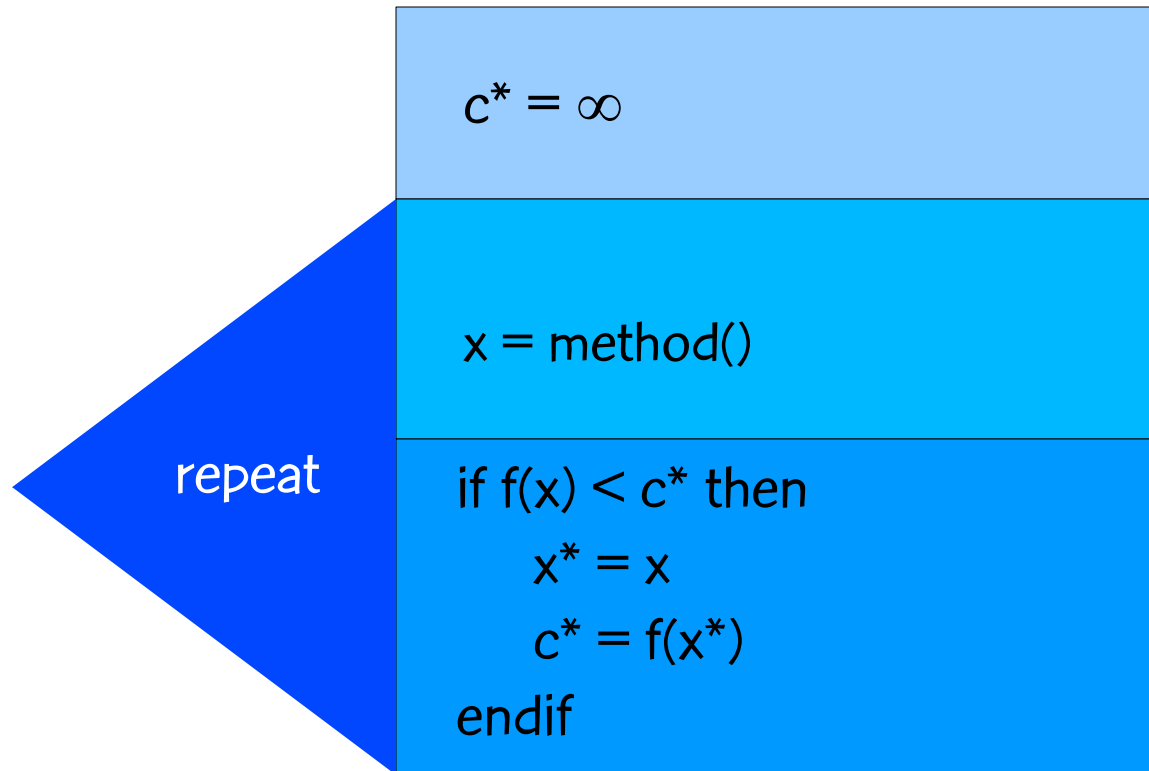 c* = ∞
x = method()
repeat
if f(x) < c* then
x* = x
c* = f(x*)
endif